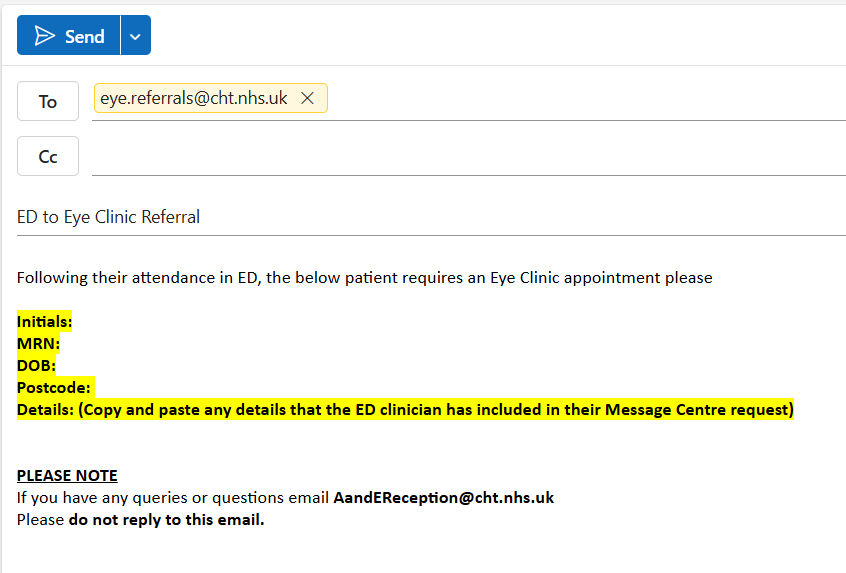 Send
To
eye.referrals@cht.nhs.uk
Cc
ED to Eye Clinic Referral
Following their attendance in ED, the below patient requires an Eye Clinic appointment please
Initials:
MRN:
DOB:
Postcode:
Details: (Copy and paste any details that the ED clinician has included in their Message Centre request)
PLEASE NOTE
If you have any queries or questions email AandEReception@cht.nhs.uk
Please do not reply to this email.